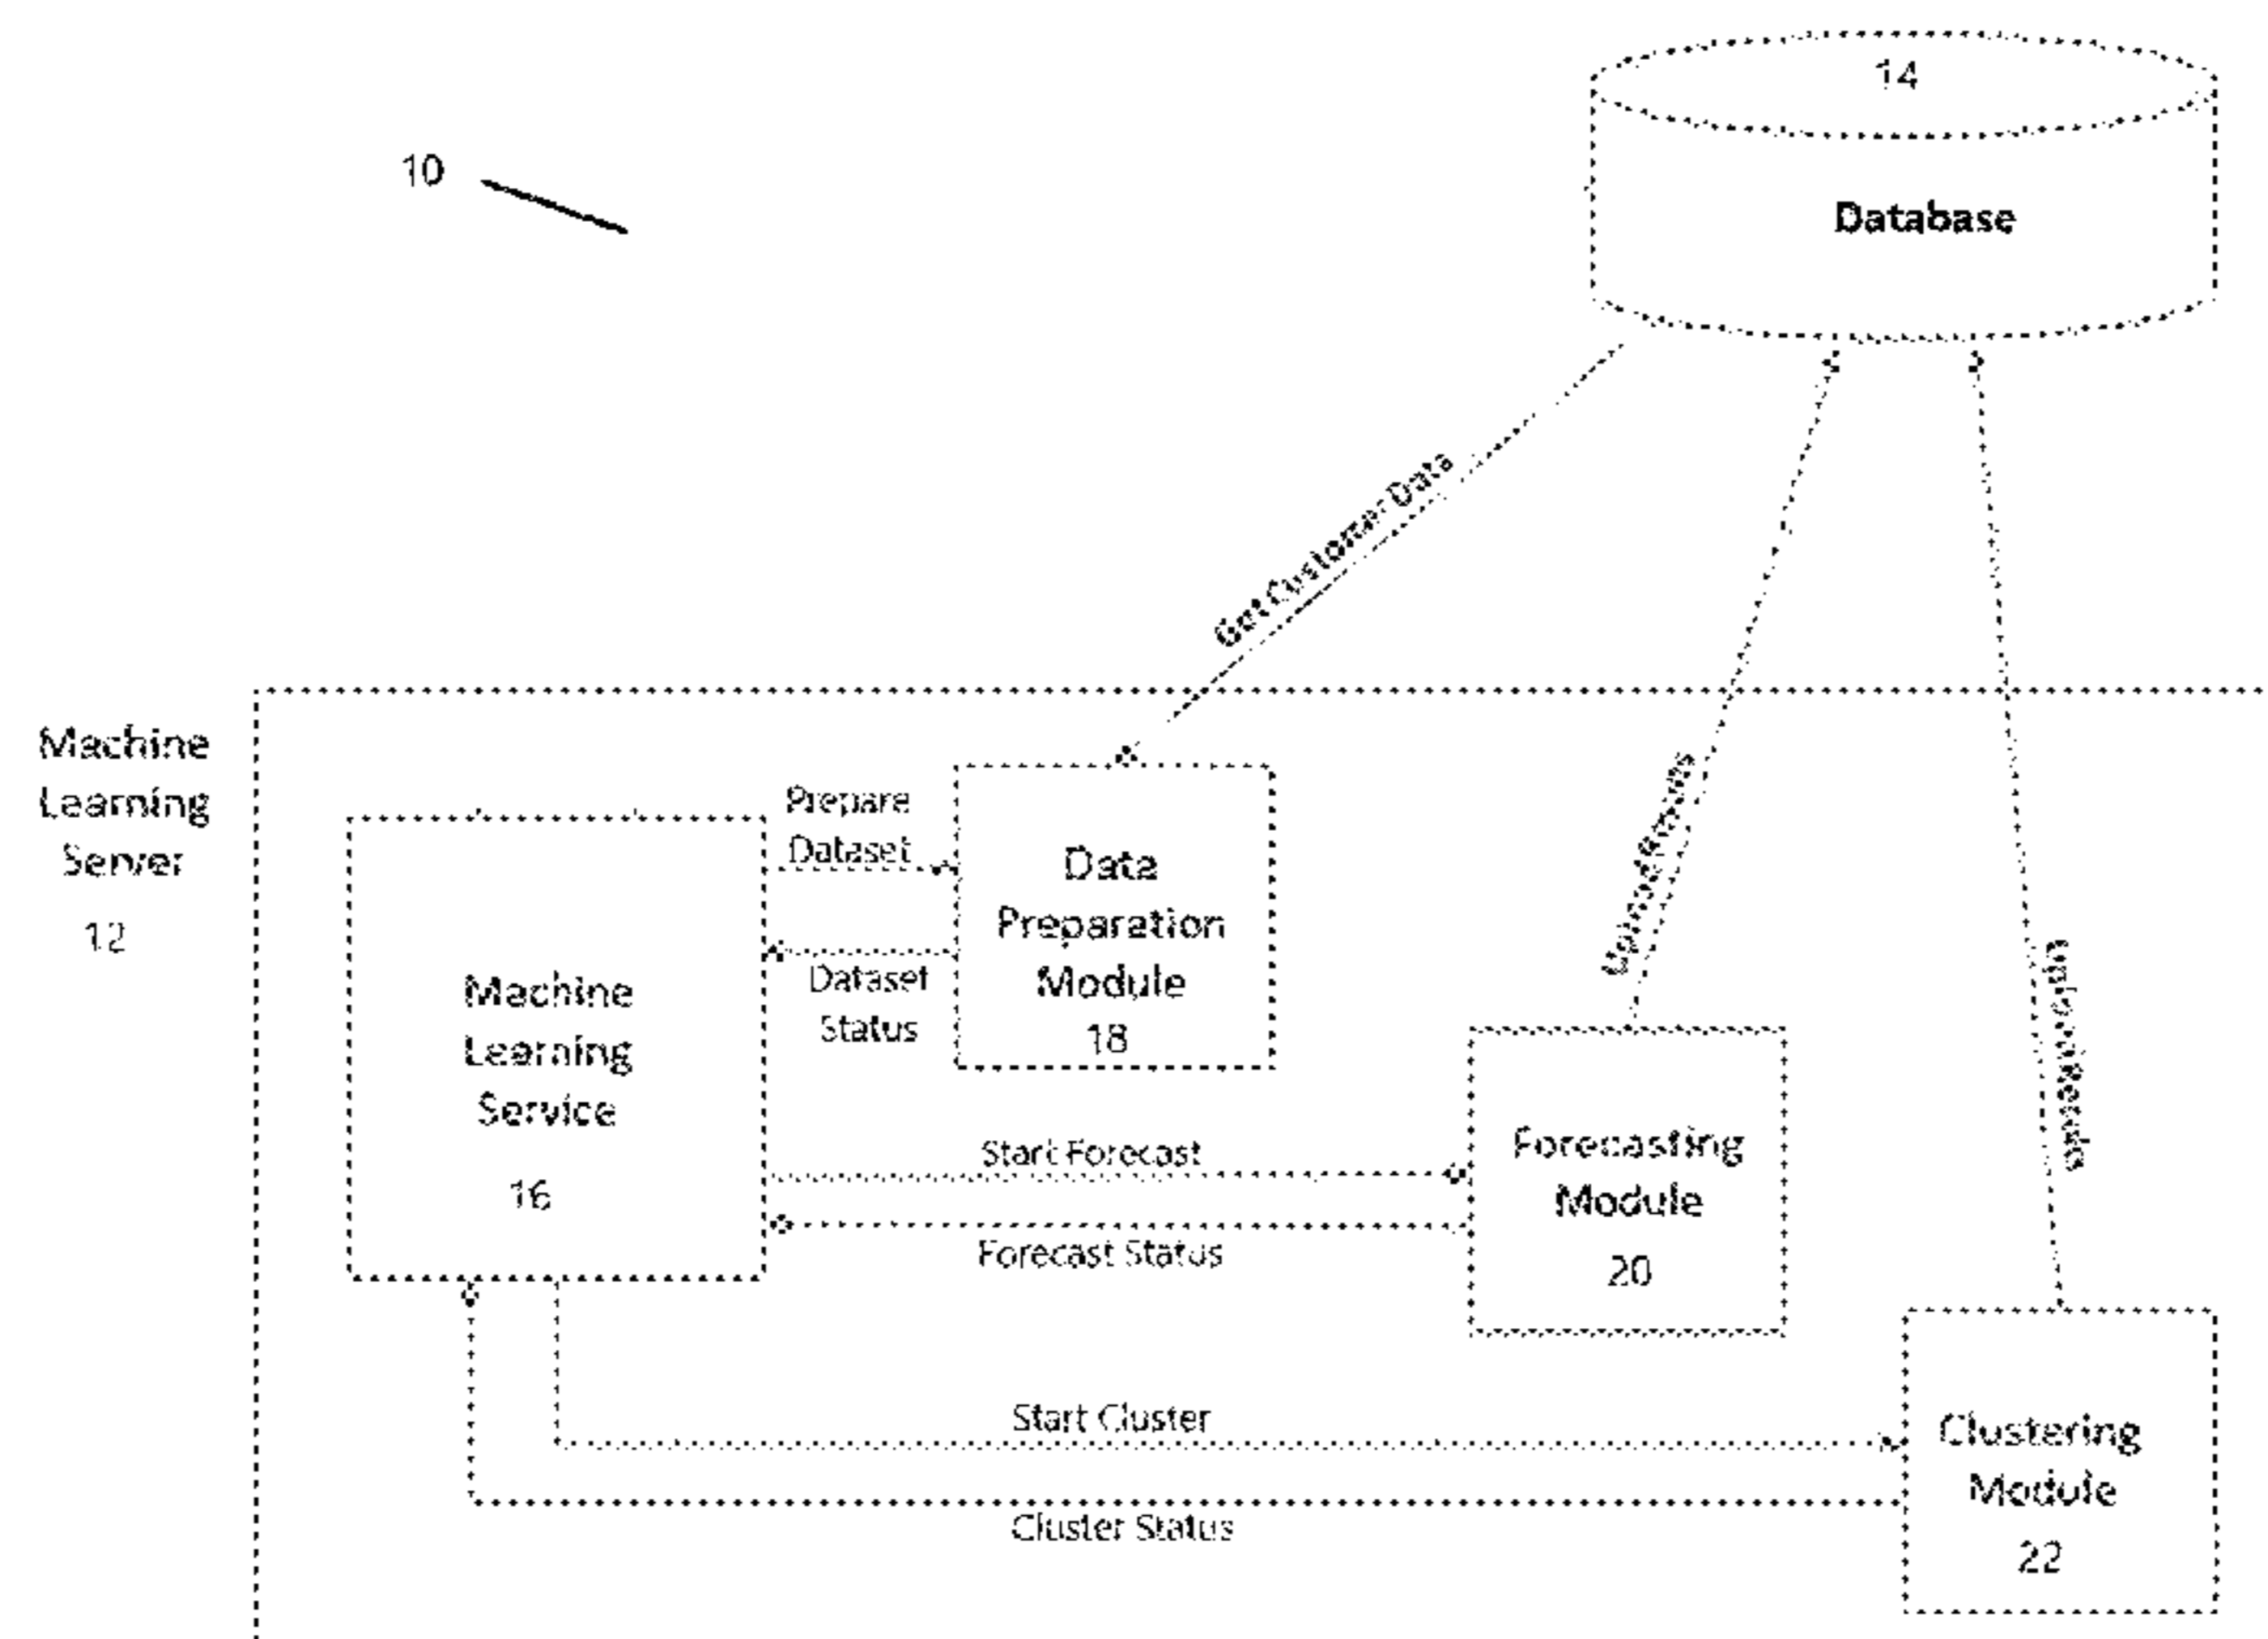 14
10
Database
Get Customer Data
Machine
Learning
Server
12
Prepare
Dataset
Data
Preparation
Module
18
Dataset
Status
Machine
Learning
Service
16
Start Forecast
Forecasting
Module
20
Forecast Status
Start Cluster
Clustering
Module
22
Cluster Status